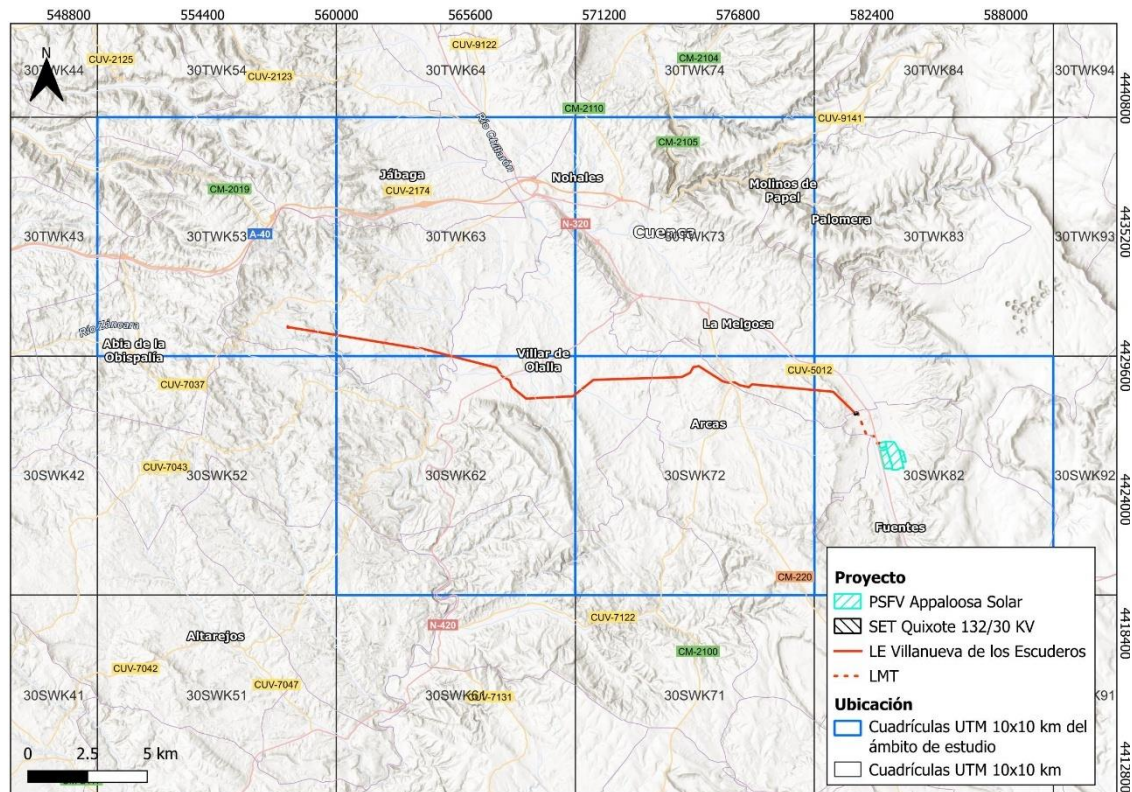 548800 554400 560000 565600 571200 576800 582400 588000
N
30TWK44 CUV-2125 30TWK54 CUV-2123 CUV-9122 30TWK64 CM-2104 30TWK74 30TWK84 30TWK94
4440800
CM-2110 CUV-9141
Río Chillarón
CM-2105
Jábaga Nohales
CM-2019 CUV-2174 Molinos de
Papel
Palomera
N-320
30TWK43 30TWK53 A-40 30TWK63 Cuenca 30TWK73 30TWK83 30TWK93
4435200
Río Záncara
La Melgosa
Abia de la
Obispalía
Villar de
Olalla
4429600
CUV-7037 CUV-5012
Arcas
30SWK42 CUV-7043 30SWK52 30SWK62 30SWK72 30SWK82 30SWK92
4424000
Fuentes
CM-220
CUV-7122
N-420
4418400
Altarejos
CM-2100
CUV-7042
CUV-7047
30SWK41 30SWK51 30SWK61 CUV-7131 30SWK71 91
4412800
0 2.5 5 km
Proyecto
PSFV Appaloosa Solar
SET Quixote 132/30 KV
LE Villanueva de los Escuderos
LMT
Ubicación
Cuadrículas UTM 10x10 km del
ámbito de estudio
Cuadrículas UTM 10x10 km